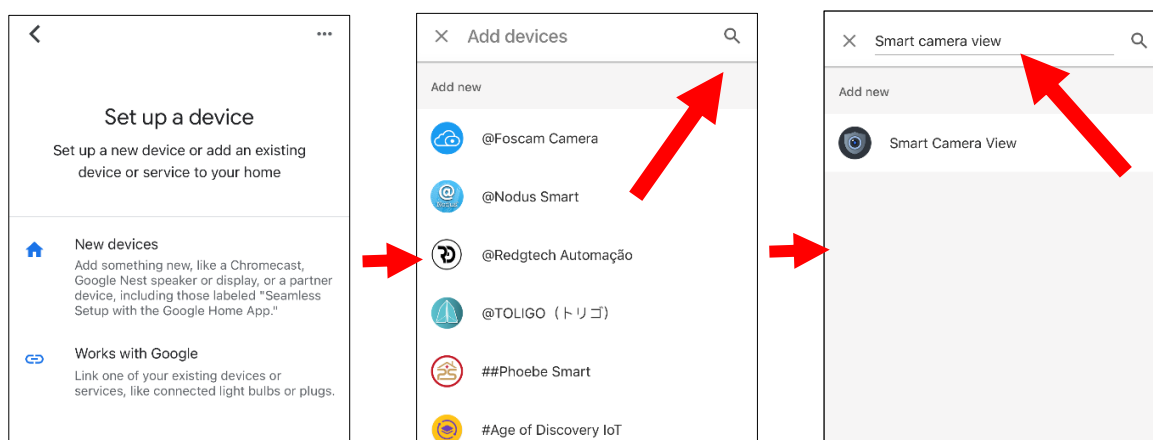 Set up a device
Set up a new device or add an existing
device or service to your home
New devices
Add something new, like a Chromecast,
Google Nest speaker or display, or a partner
device, including those labeled "Seamless
Setup with the Google Home App."
Works with Google
Link one of your existing devices or
services, like connected light bulbs or plugs.
Add devices
Add new
@Foscam Camera
@Nodus Smart
@Redgtech Automação
@TOLIGO（トリゴ）
##Phoebe Smart
#Age of Discovery IoT
Smart camera view
Add new
Smart Camera View